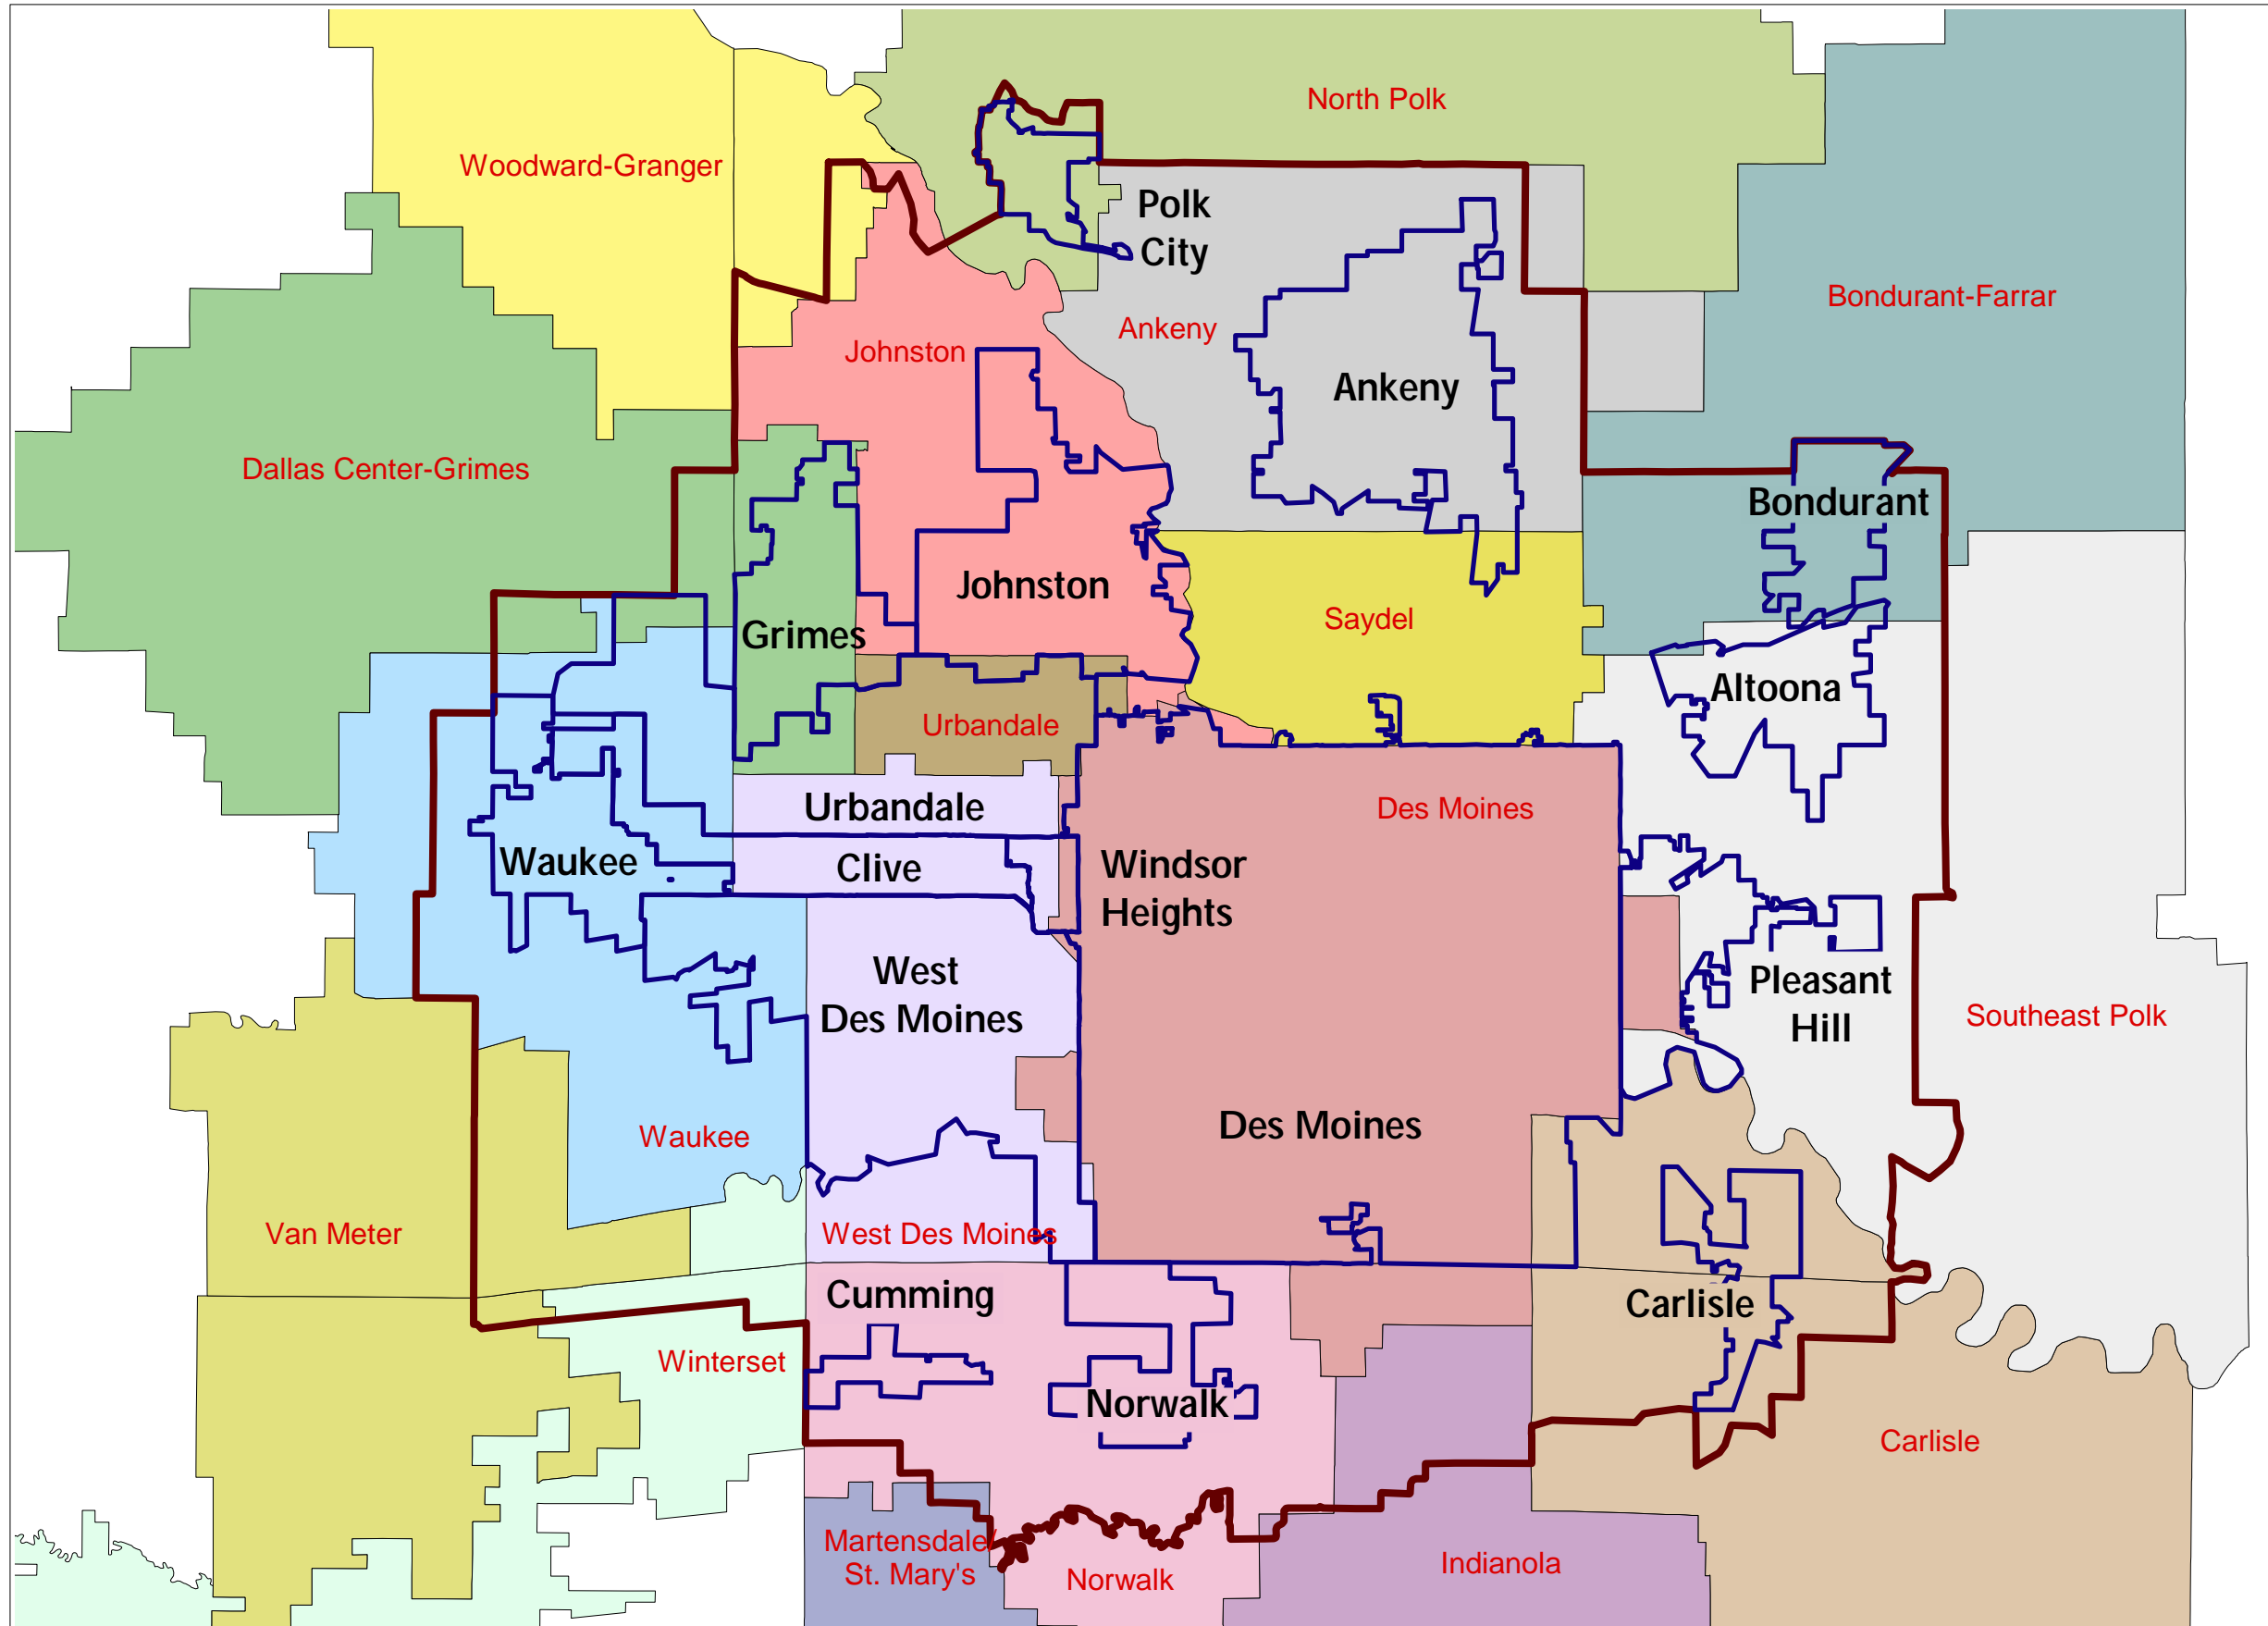 North Polk
Woodward-Granger
Polk
City
Bondurant-Farrar
Ankeny
Johnston
Ankeny
Dallas Center-Grimes
Bondurant
Johnston
Saydel
Grimes
Altoona
Urbandale
Urbandale
Des Moines
Waukee
Clive
Windsor
Heights
West
Des Moines
Pleasant
Hill
Southeast Polk
Des Moines
Waukee
Van Meter
West Des Moines
Cumming
Carlisle
Winterset
Norwalk
Carlisle
Martensdale/
St. Mary's
Norwalk
Indianola